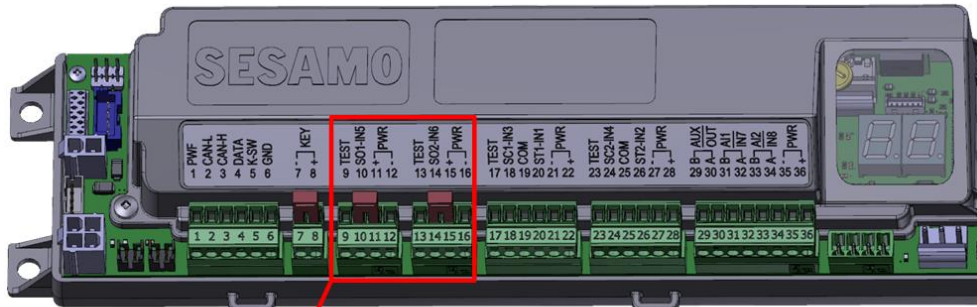 SESAMO
PWF 1
CAN-L 2
CAN-H 3
DATA 4
K-SW 5
GND 6
7 KEY
+ 8
TEST 9
SO1-IN5 10
+ 11 PWR
- 12
TEST 13
SO2-IN6 14
+ 15 PWR
- 16
TEST 17
SC1-IN3 18
COM 19
ST1-IN1 20
- 21 PWR
+ 22
TEST 23
SC2-IN4 24
COM 25
ST2-IN2 26
- 27 PWR
+ 28
B 29 AUX
A 30 OUT
B 31 AI1
A 32 IN7
B 33 AI2
A 34 IN8
- 35 PWR
+ 36
1 2 3 4 5 6 7 8 9 10 11 12 13 14 15 16 17 18 19 20 21 22 23 24 25 26 27 28 29 30 31 32 33 34 35 36